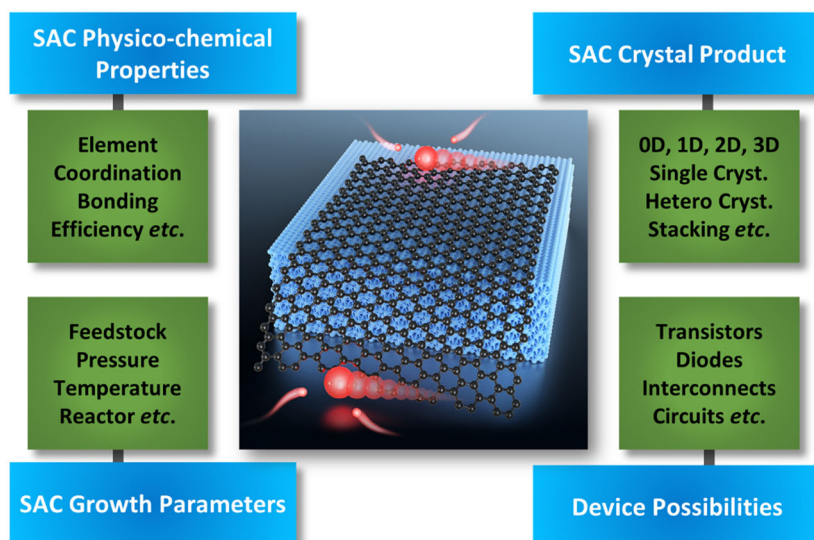 SAC Physico-chemical
Properties
Element
Coordination
Bonding
Efficiency etc.
Feedstock
Pressure
Temperature
Reactor etc.
SAC Growth Parameters
SAC Crystal Product
0D, 1D, 2D, 3D
Single Cryst.
Hetero Cryst.
Stacking etc.
Transistors
Diodes
Interconnects
Circuits etc.
Device Possibilities